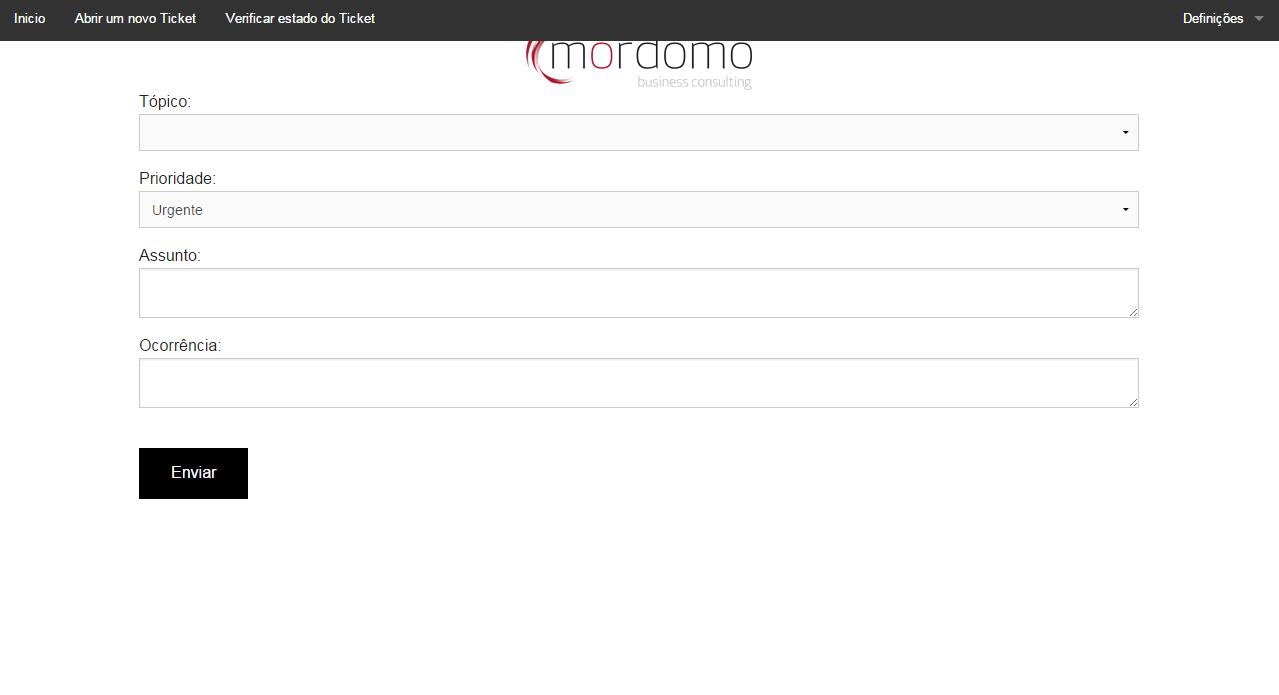 Inicio Abrir um novo Ticket Verificar estado do Ticket Definições
mordomo
business consulting
Tópico:
Prioridade:
Urgente
Assunto:
Ocorrência:
Enviar